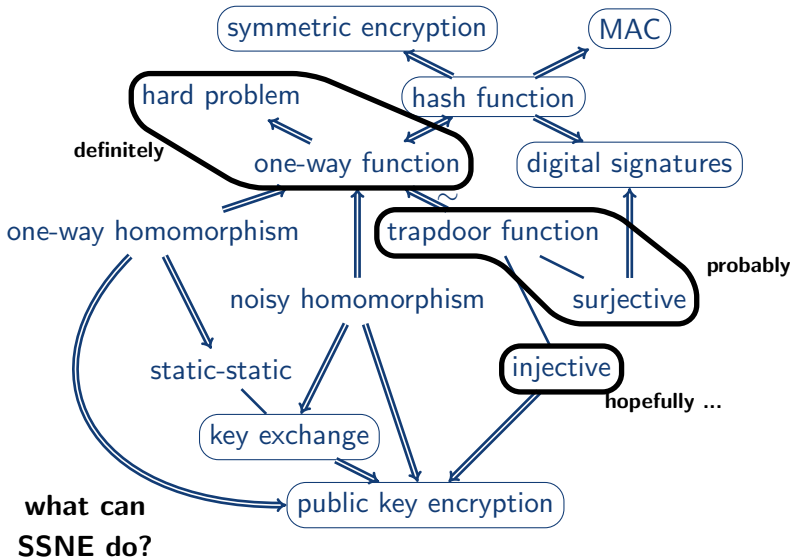 symmetric encryption
MAC
hard problem
hash function
definitely
one-way function
digital signatures
~
one-way homomorphism
trapdoor function
probably
noisy homomorphism
surjective
static-static
injective
hopefully ...
key exchange
what can
public key encryption
SSNE do?